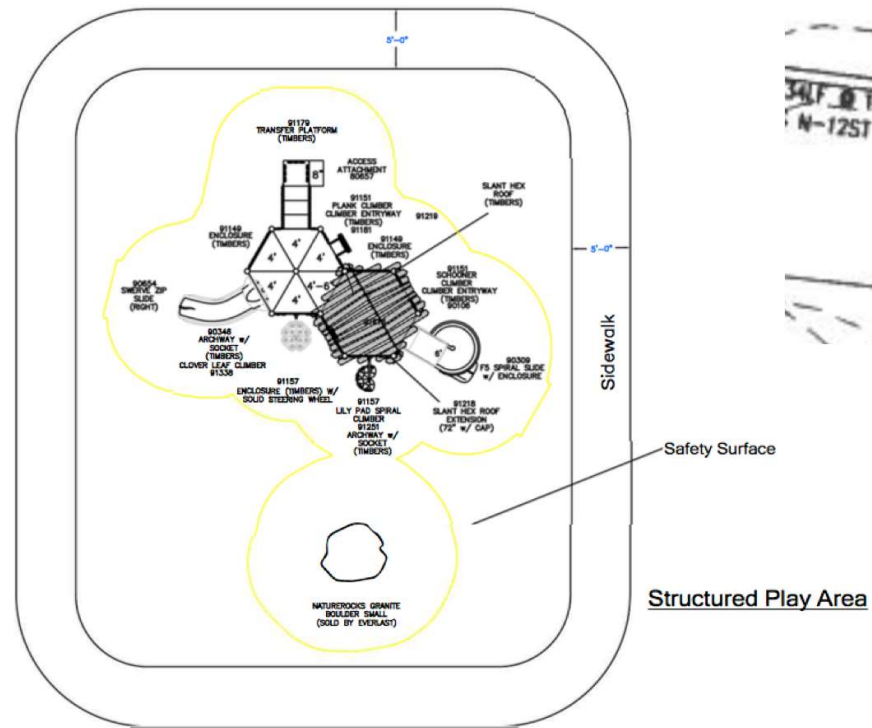 5'-0"
91179
TRANSFER PLATFORM
(TIMBERS)
8"
ACCESS
ATTACHMENT
80657
91151
PLANK CLIMBER
CLIMBER ENTRYWAY
(TIMBERS)
91181
91219
SLANT HEX
ROOF
(TIMBERS)
91149
ENCLOSURE
(TIMBERS)
91149
ENCLOSURE
(TIMBERS)
4'
4'
4'
4'
4'-6"
4'
5'-0"
91151
SCHOONER
CLIMBER
CLIMBER ENTRYWAY
(TIMBERS)
90106
90654
SWERVE ZIP
SLIDE
(RIGHT)
90346
ARCHWAY w/
SOCKET
(TIMBERS)
CLOVER LEAF CLIMBER
91338
91157
ENCLOSURE (TIMBERS) W/
SOLID STEERING WHEEL
91157
LILY PAD SPIRAL
CLIMBER
91251
ARCHWAY w/
SOCKET
(TIMBERS)
90309
F5 SPIRAL SLIDE
w/ ENCLOSURE
91218
SLANT HEX ROOF
EXTENSION
(72" w/ CAP)
Sidewalk
Safety Surface
NATUREROCKS GRANITE
BOULDER SMALL
(SOLD BY EVERLAST)
Structured Play Area
N-12ST